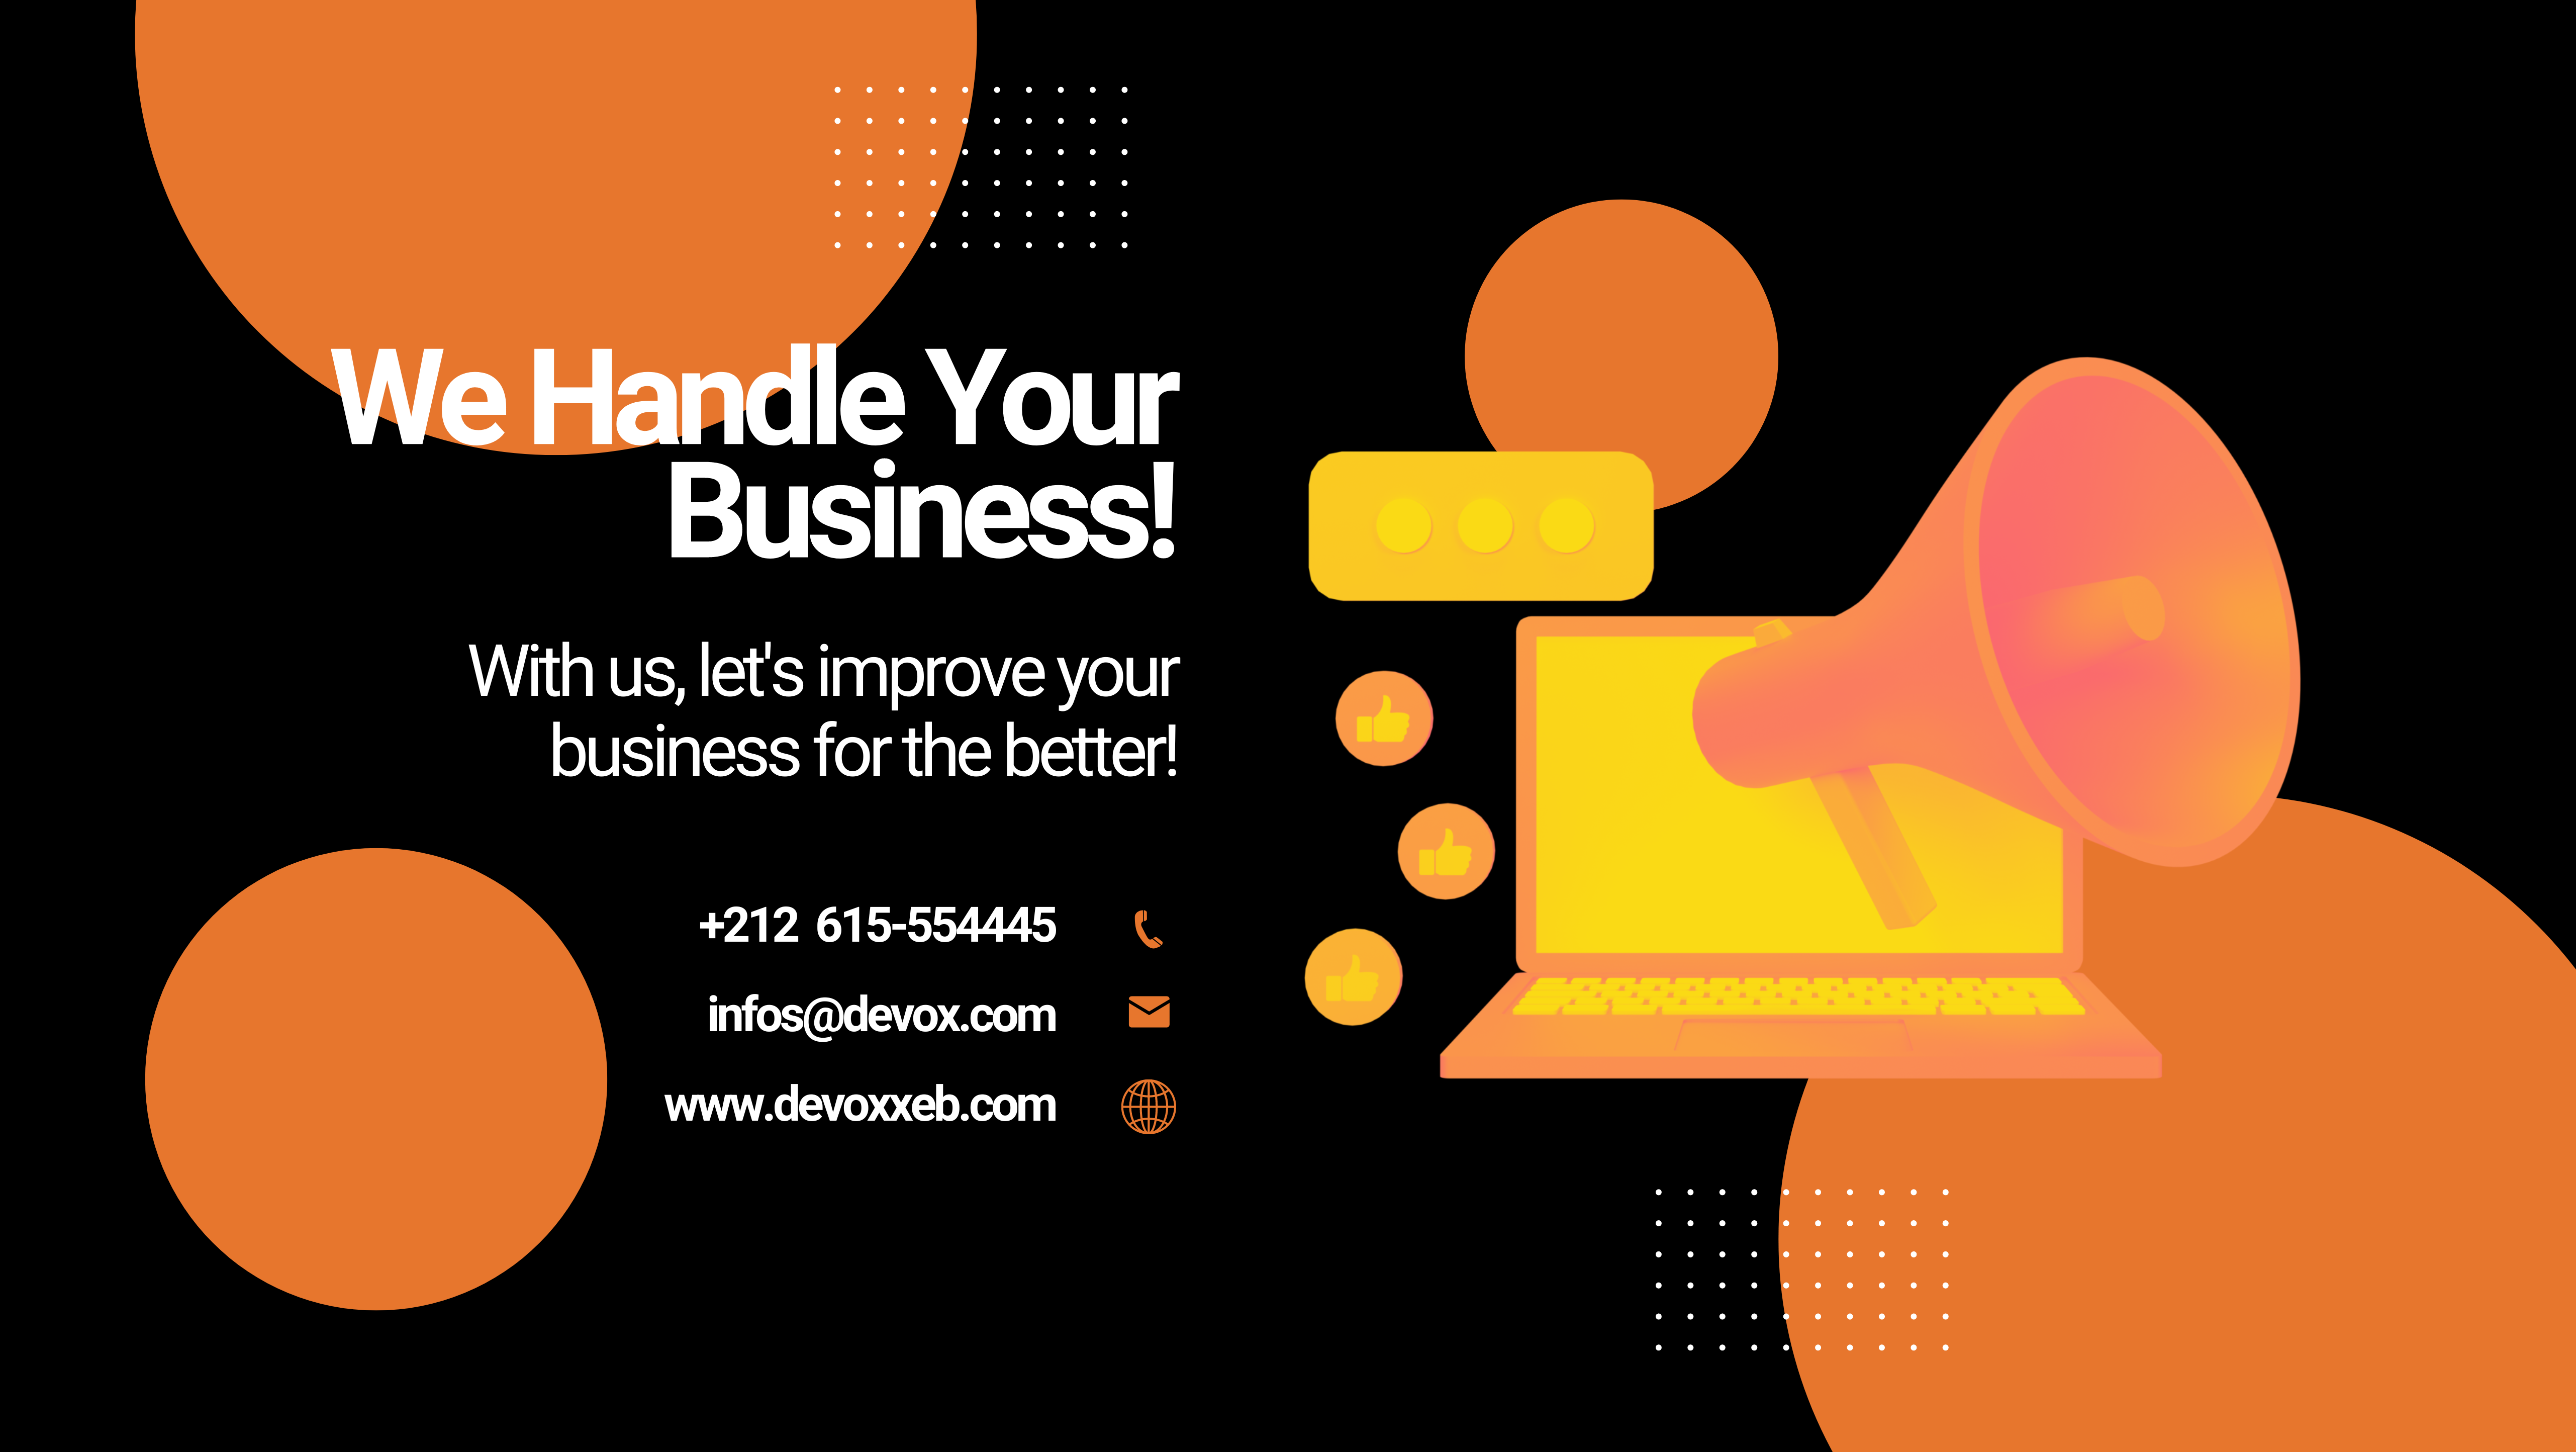 We Handle Your
Business!
With us, let's improve your
business for the better!
+212 615-554445
infos@devox.com
www.devoxxeb.com